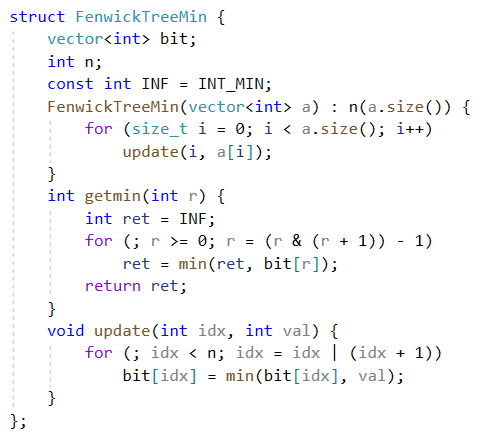 struct FenwickTreeMin {
    vector<int> bit;
    int n;
    const int INF = INT_MIN;
    FenwickTreeMin(vector<int> a) : n(a.size()) {
        for (size_t i = 0; i < a.size(); i++)
            update(i, a[i]);
    }
    int getmin(int r) {
        int ret = INF;
        for (; r >= 0; r = (r & (r + 1)) - 1)
            ret = min(ret, bit[r]);
        return ret;
    }
    void update(int idx, int val) {
        for (; idx < n; idx = idx | (idx + 1))
            bit[idx] = min(bit[idx], val);
    }
};